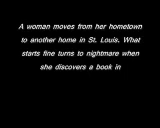 A woman moves from her hometown
to another home in St. Louis. What
starts fine turns to nightmare when
she discovers a book in